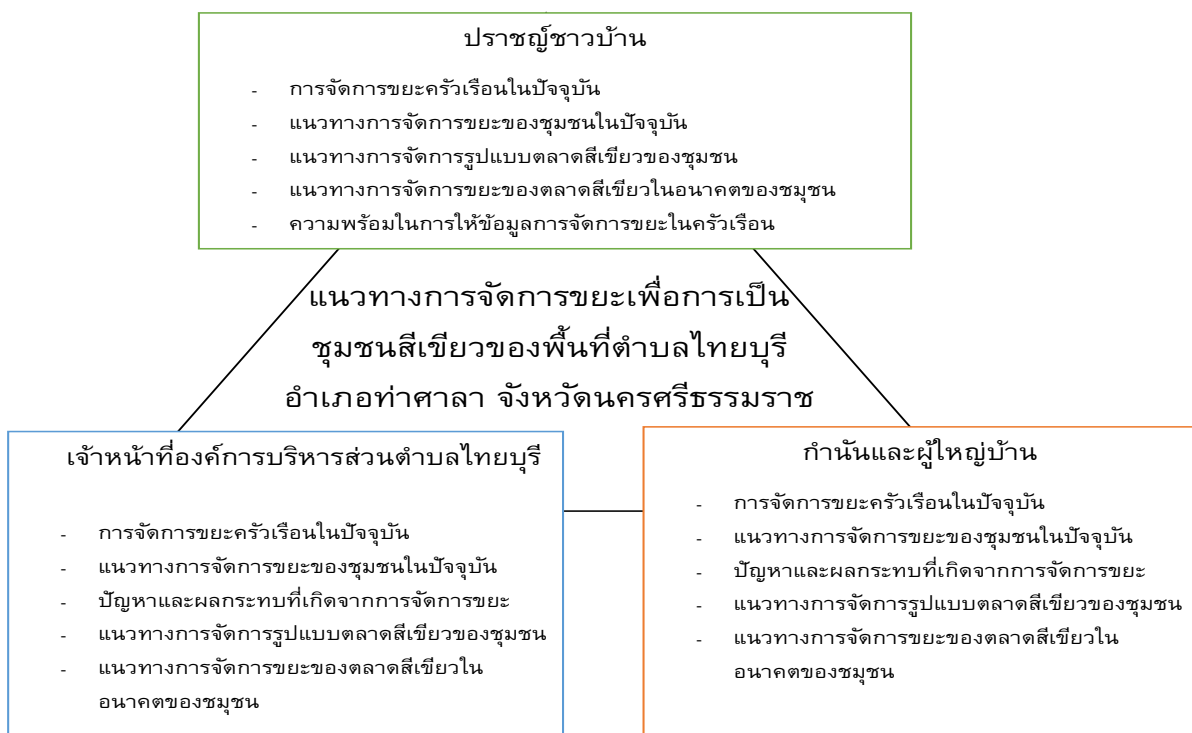 ปราชญ์ชาวบ้าน
- การจัดการขยะครัวเรือนในปัจจุบัน
- แนวทางการจัดการขยะของชุมชนในปัจจุบัน
- แนวทางการจัดการรูปแบบตลาดสีเขียวของชุมชน
- แนวทางการจัดการขยะของตลาดสีเขียวในอนาคตของชมุชน
- ความพร้อมในการให้ข้อมูลการจัดการขยะในครัวเรือน
แนวทางการจัดการขยะเพื่อการเป็น
ชุมชนสีเขียวของพื้นที่ตำบลไทยบุรี
อำเภอท่าศาลา จังหวัดนครศรีธรรมราช
เจ้าหน้าที่องค์การบริหารส่วนตำบลไทยบุรี
- การจัดการขยะครัวเรือนในปัจจุบัน
- แนวทางการจัดการขยะของชุมชนในปัจจุบัน
- ปัญหาและผลกระทบที่เกิดจากการจัดการขยะ
- แนวทางการจัดการรูปแบบตลาดสีเขียวของชุมชน
- แนวทางการจัดการขยะของตลาดสีเขียวใน
อนาคตของชมุชน
กำนันและผู้ใหญ่บ้าน
- การจัดการขยะครัวเรือนในปัจจุบัน
- แนวทางการจัดการขยะของชุมชนในปัจจุบัน
- ปัญหาและผลกระทบที่เกิดจากการจัดการขยะ
- แนวทางการจัดการรูปแบบตลาดสีเขียวของชุมชน
- แนวทางการจัดการขยะของตลาดสีเขียวใน
อนาคตของชมุชน